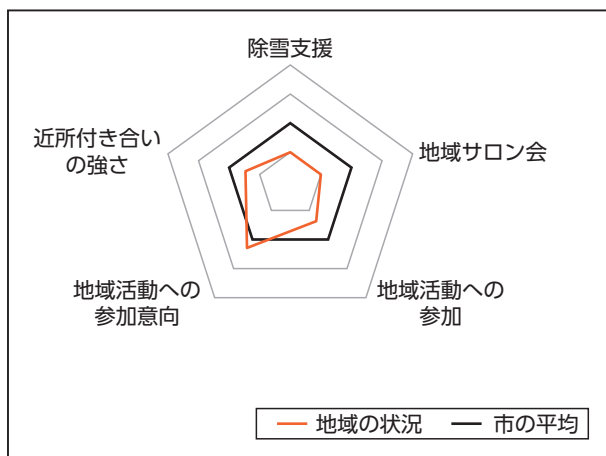 除雪支援
近所付き合い
の強さ
地域サロン会
地域活動への
参加意向
地域活動への
参加
地域の状況
市の平均